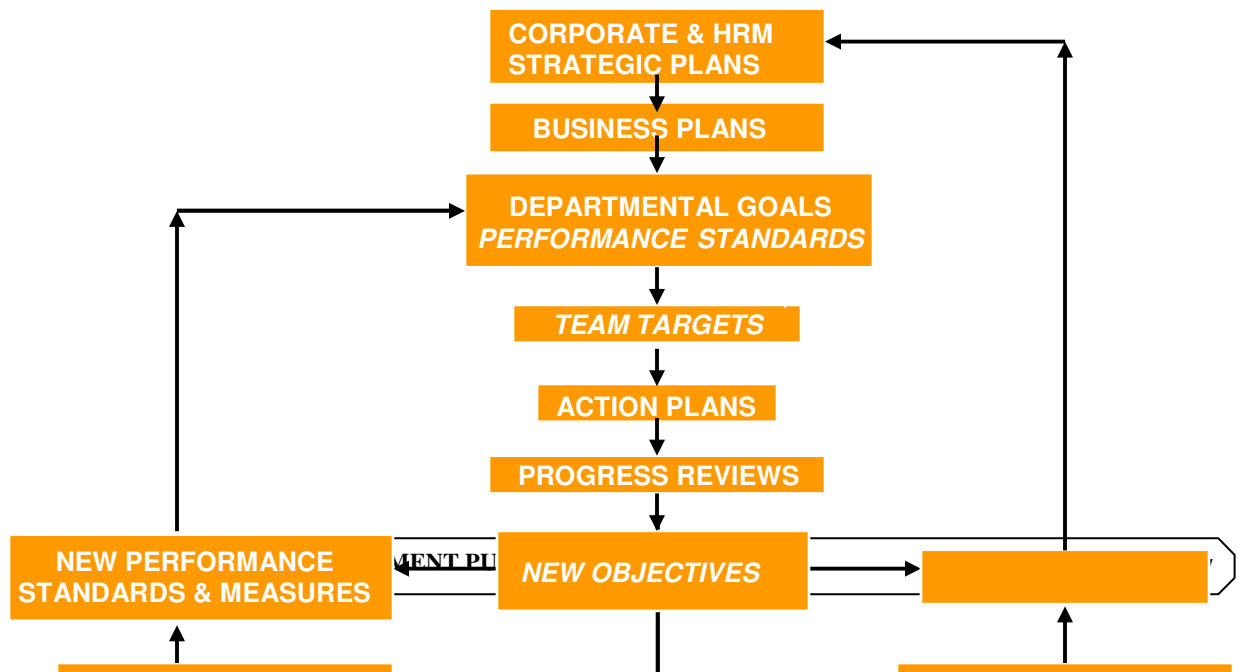 CORPORATE & HRM
STRATEGIC PLANS
BUSINESS PLANS
DEPARTMENTAL GOALS
PERFORMANCE STANDARDS
TEAM TARGETS
ACTION PLANS
PROGRESS REVIEWS
NEW PERFORMANCE
STANDARDS & MEASURES
NEW OBJECTIVES